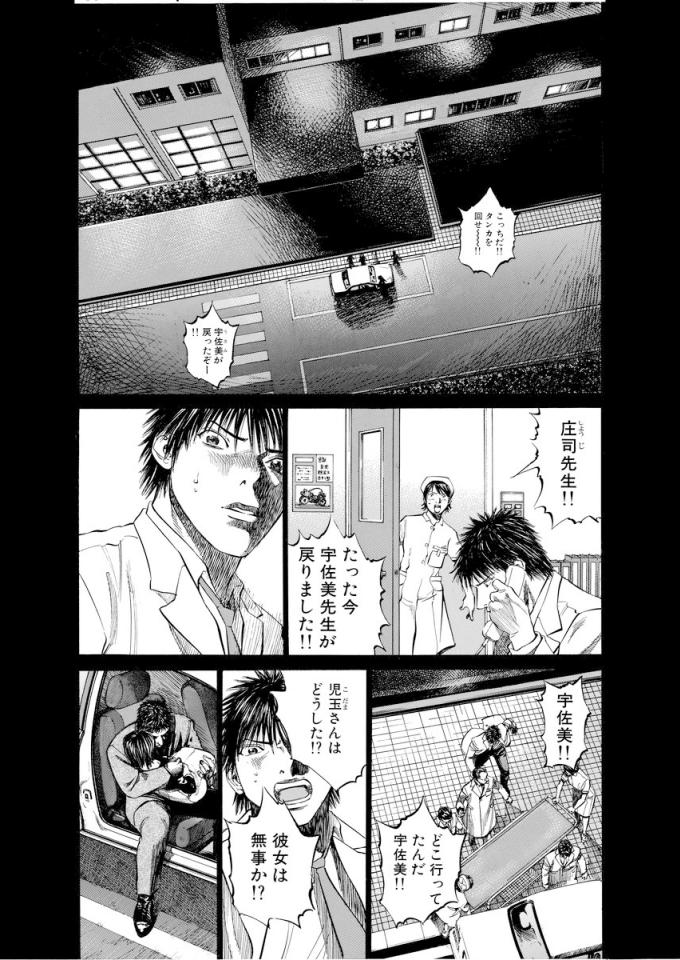 こっちだ!!
タンカを
回せ〜〜〜!!
宇佐美が
戻ったぞー
!!
庄司先生!!
たった今
宇佐美先生が
戻りました!!
宇佐美!!
どこ行って
たんだ
宇佐美!!
児玉さんは
どうした!?
彼女は
無事か!?